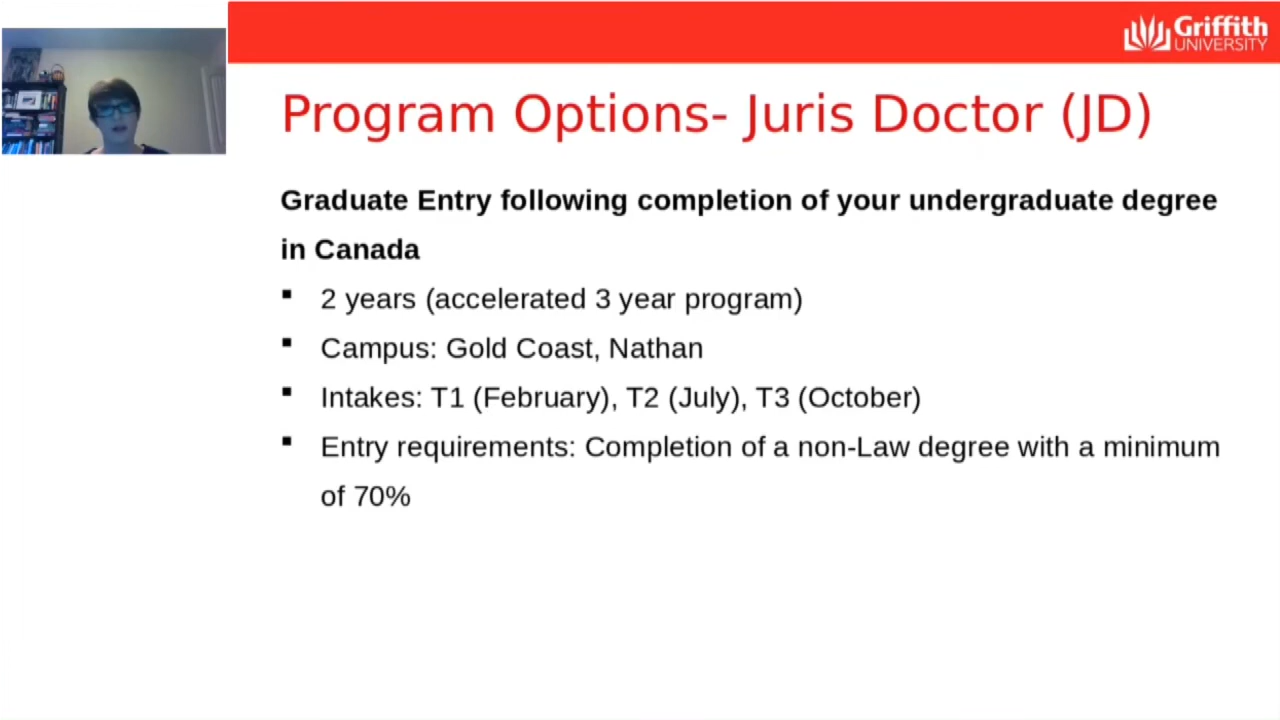 Griffith
UNIVERSITY
Program Options- Juris Doctor (JD)
Graduate Entry following completion of your undergraduate degree
in Canada
▪ 2 years (accelerated 3 year program)
▪ Campus: Gold Coast, Nathan
▪ Intakes: T1 (February), T2 (July), T3 (October)
▪ Entry requirements: Completion of a non-Law degree with a minimum
of 70%